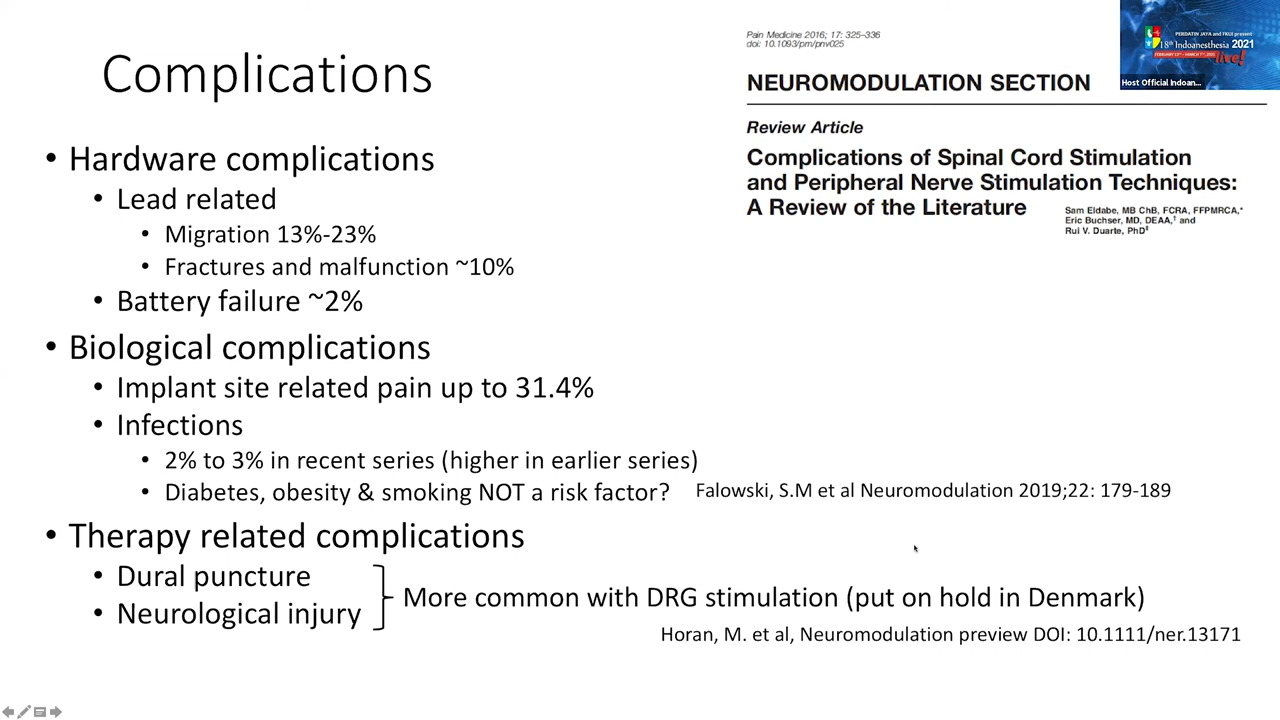 Complications
• Hardware complications
• Lead related
• Migration 13%-23%
• Fractures and malfunction ~10%
• Battery failure ~2%
• Biological complications
• Implant site related pain up to 31.4%
• Infections
• 2% to 3% in recent series (higher in earlier series)
• Diabetes, obesity & smoking NOT a risk factor?
Falowski, S.M et al Neuromodulation 2019;22: 179-189
• Therapy related complications
• Dural puncture
• Neurological injury
More common with DRG stimulation (put on hold in Denmark)
Horan, M. et al, Neuromodulation preview DOI: 10.1111/ner.13171
Pain Medicine 2016; 17: 325–336
doi: 10.1093/pm/pnv025
NEUROMODULATION SECTION
Review Article
Complications of Spinal Cord Stimulation
and Peripheral Nerve Stimulation Techniques:
A Review of the Literature
Sam Eldabe, MB ChB, FCRA, FFPMRCA,*
Eric Buchser, MD, DEAA,† and
Rui V. Duarte, PhD‡
PERDATIN JAYA and FKUI present
18th Indoanesthesia 2021
live!
Host Official Indoan...